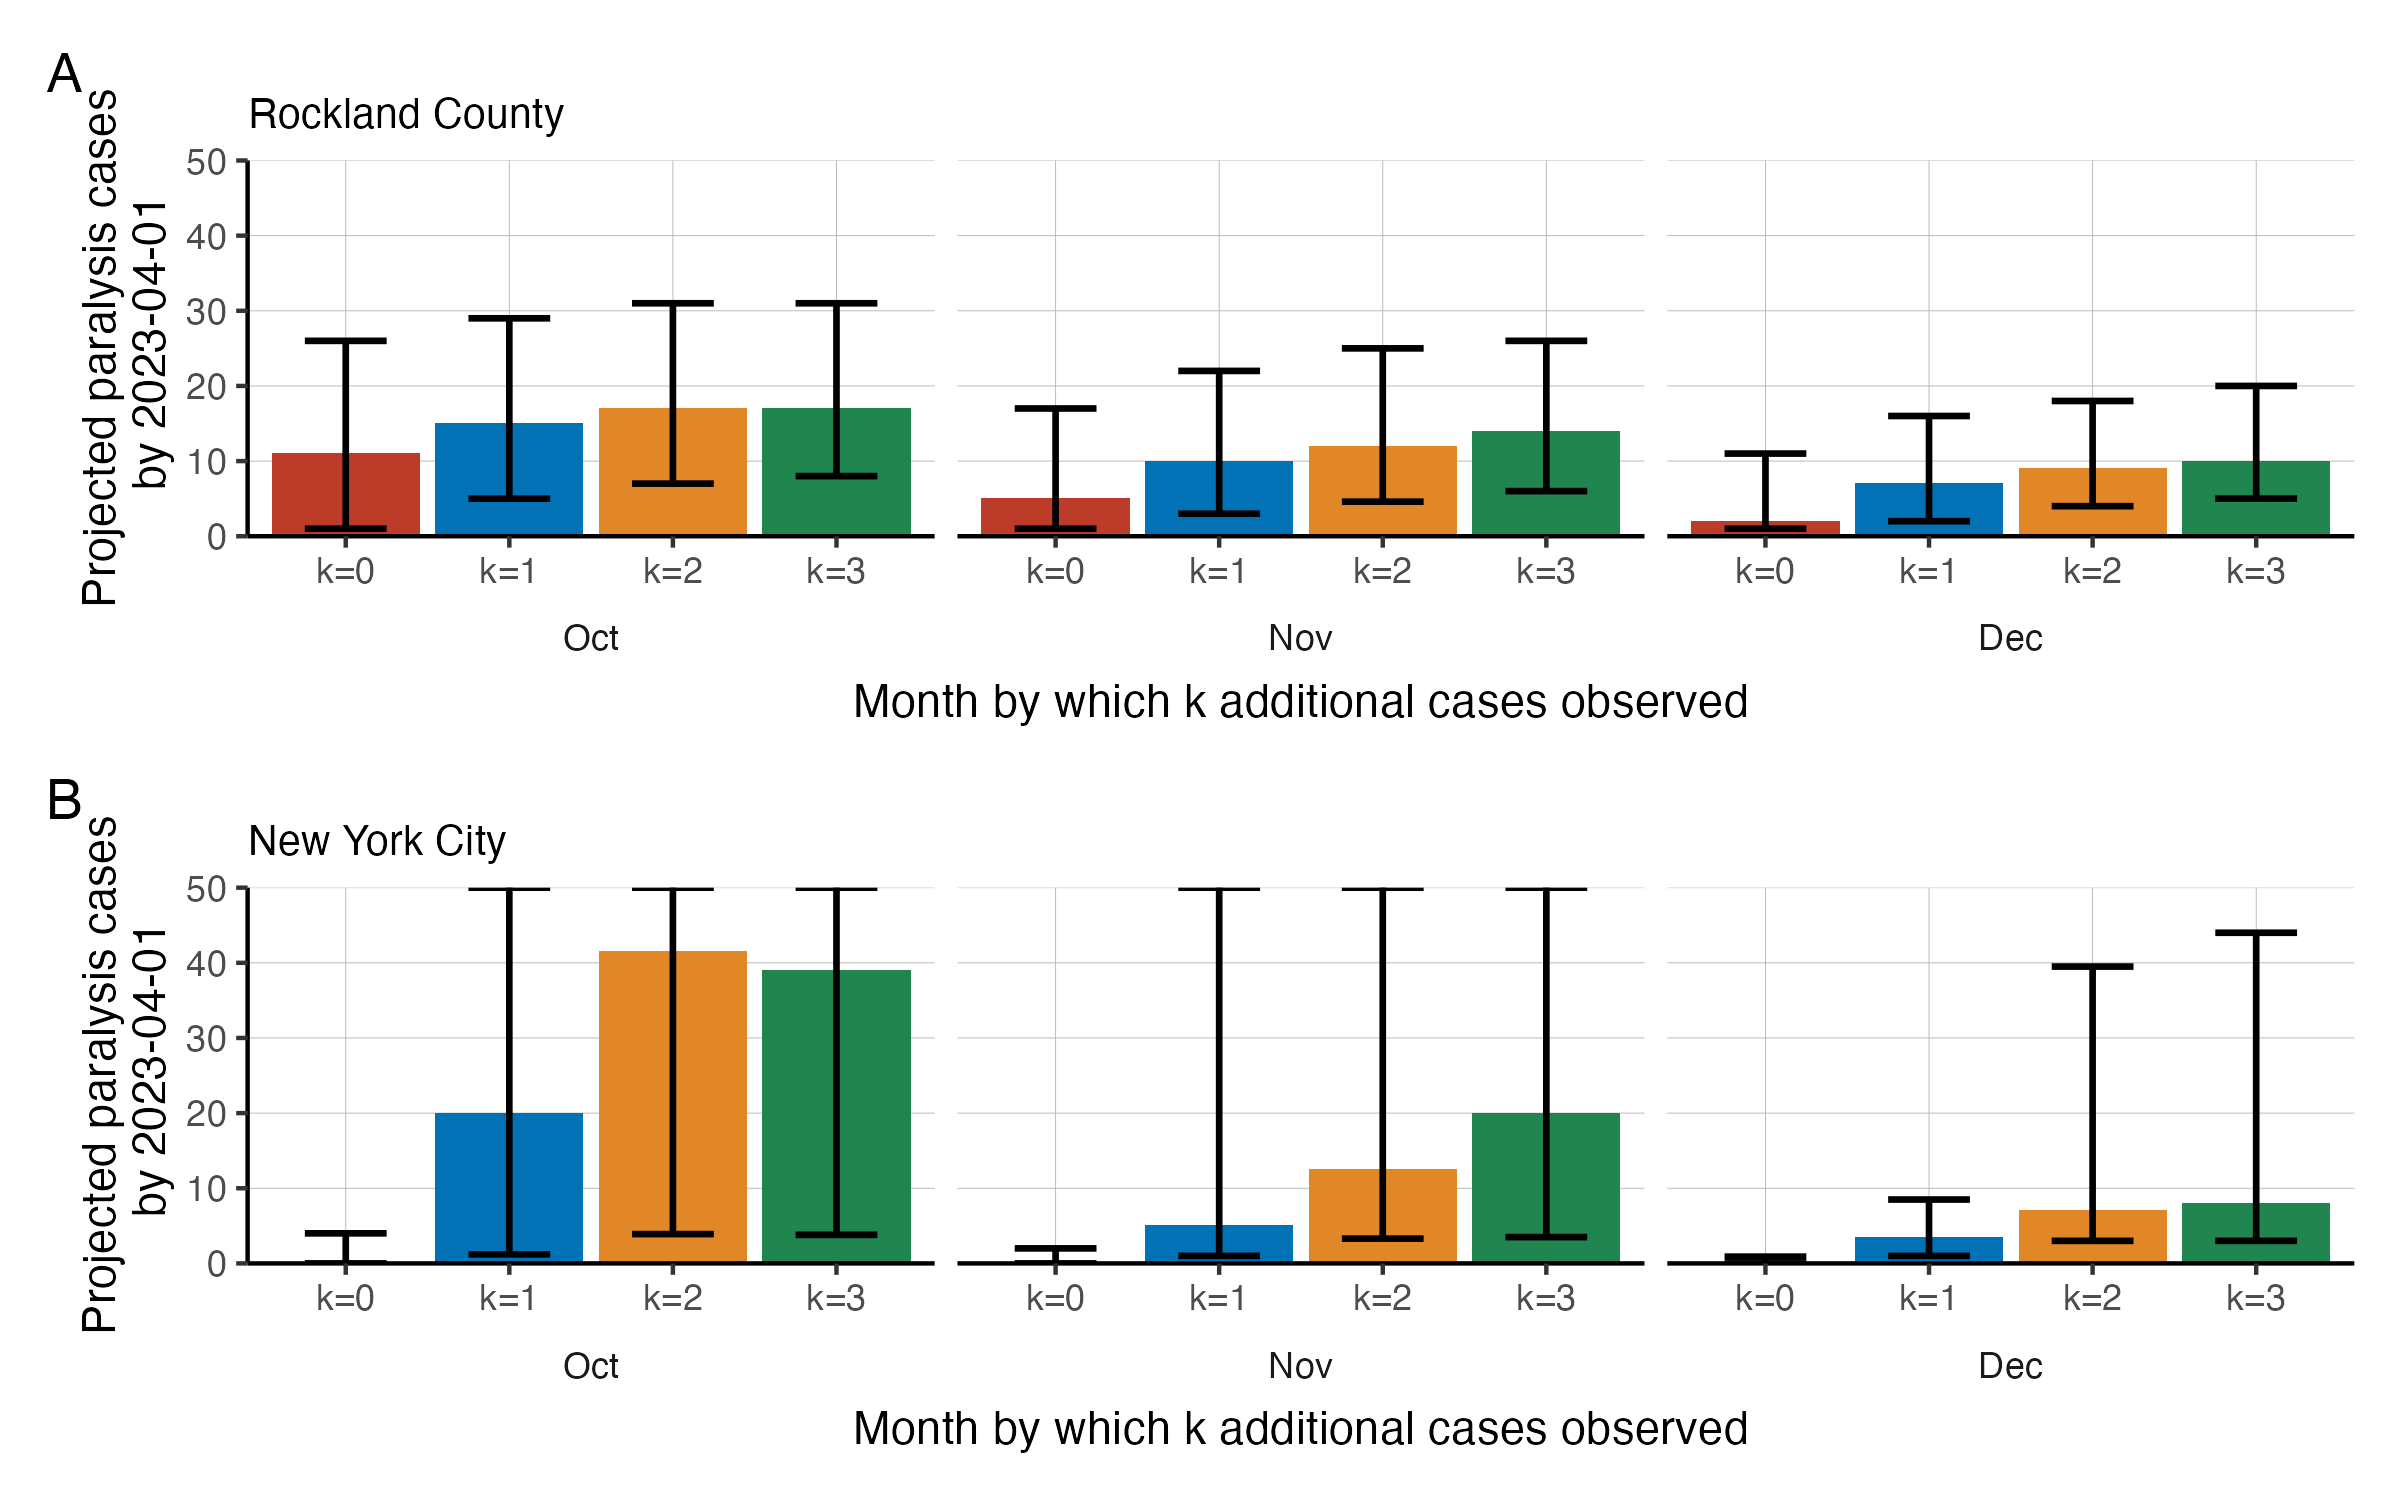 A
Rockland County
Projected paralysis cases
by 2023-04-01
50
40
30
20
10
0
k=0 k=1 k=2 k=3 k=0 k=1 k=2 k=3 k=0 k=1 k=2 k=3
Oct Nov Dec
Month by which k additional cases observed
B
New York City
Projected paralysis cases
by 2023-04-01
50
40
30
20
10
0
k=0 k=1 k=2 k=3 k=0 k=1 k=2 k=3 k=0 k=1 k=2 k=3
Oct Nov Dec
Month by which k additional cases observed